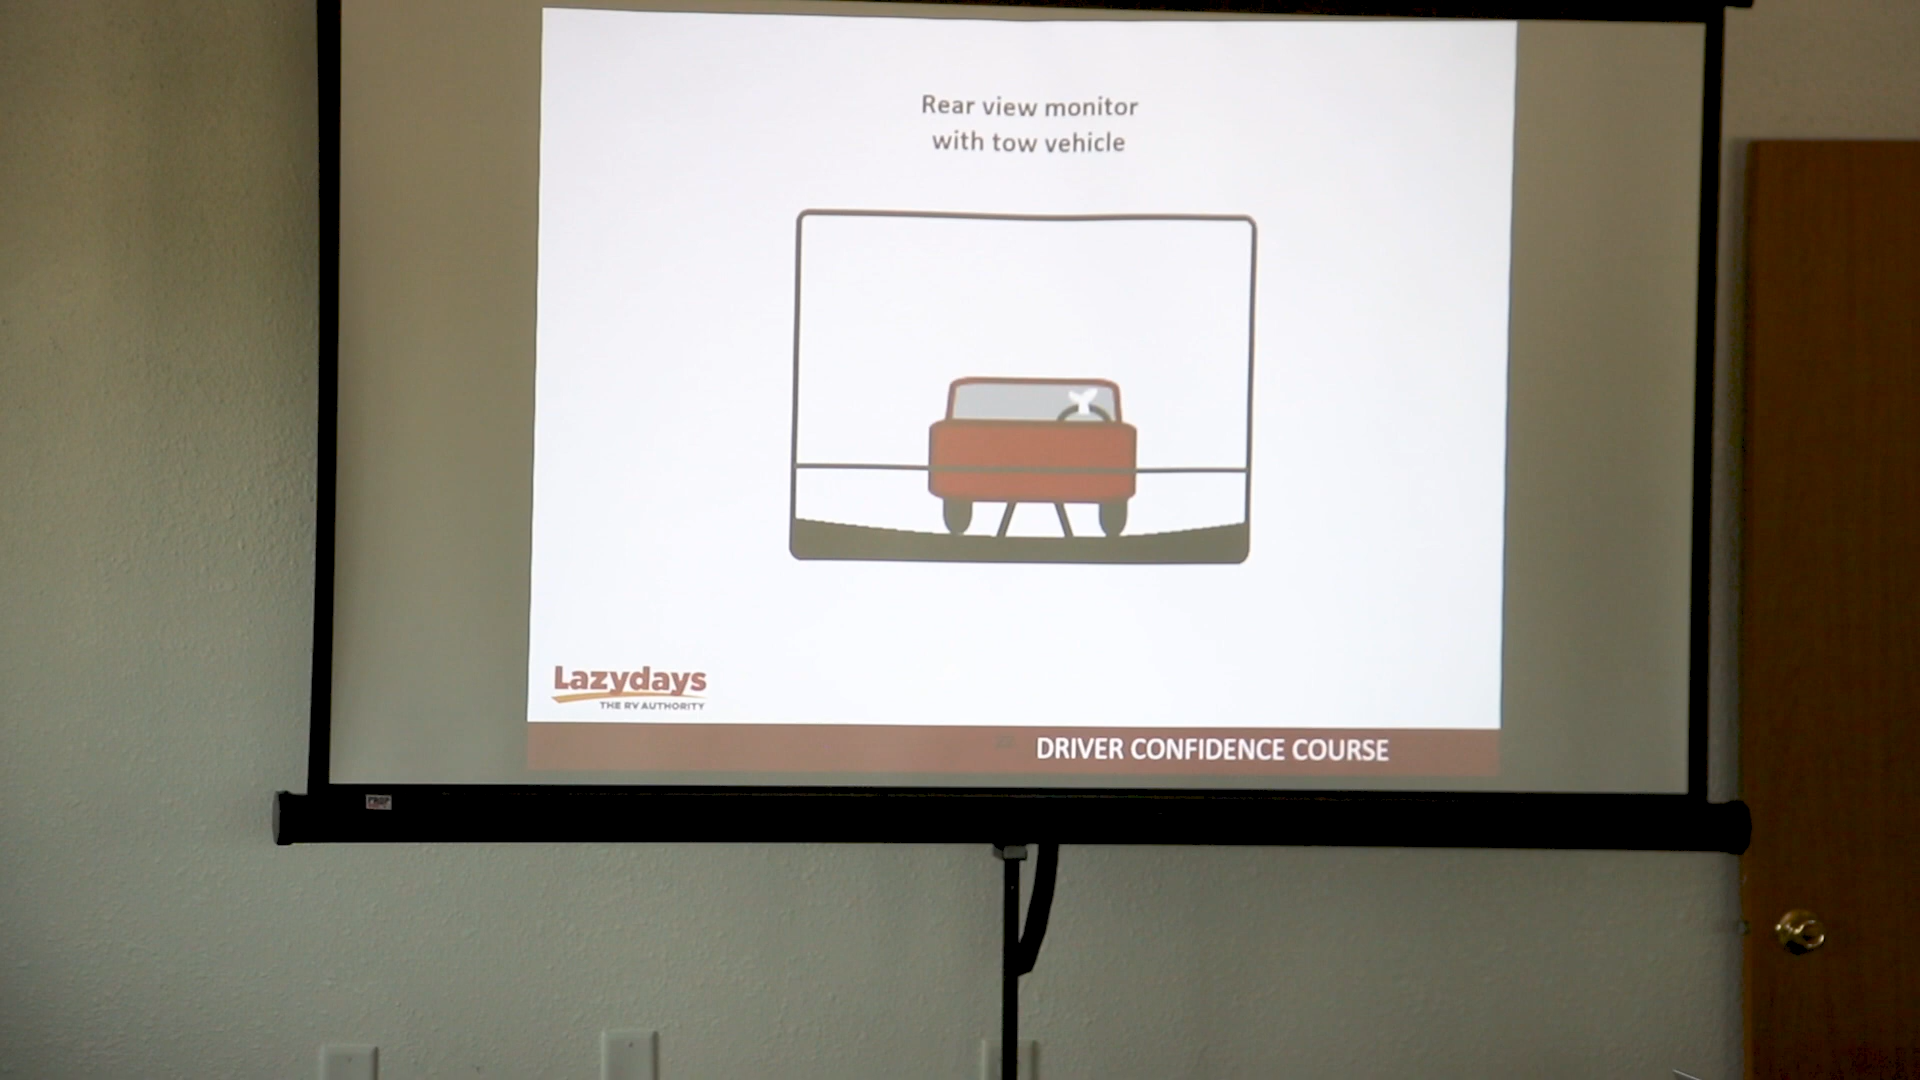 Rear view monitor
with tow vehicle
Lazydays
THE RV AUTHORITY
DRIVER CONFIDENCE COURSE